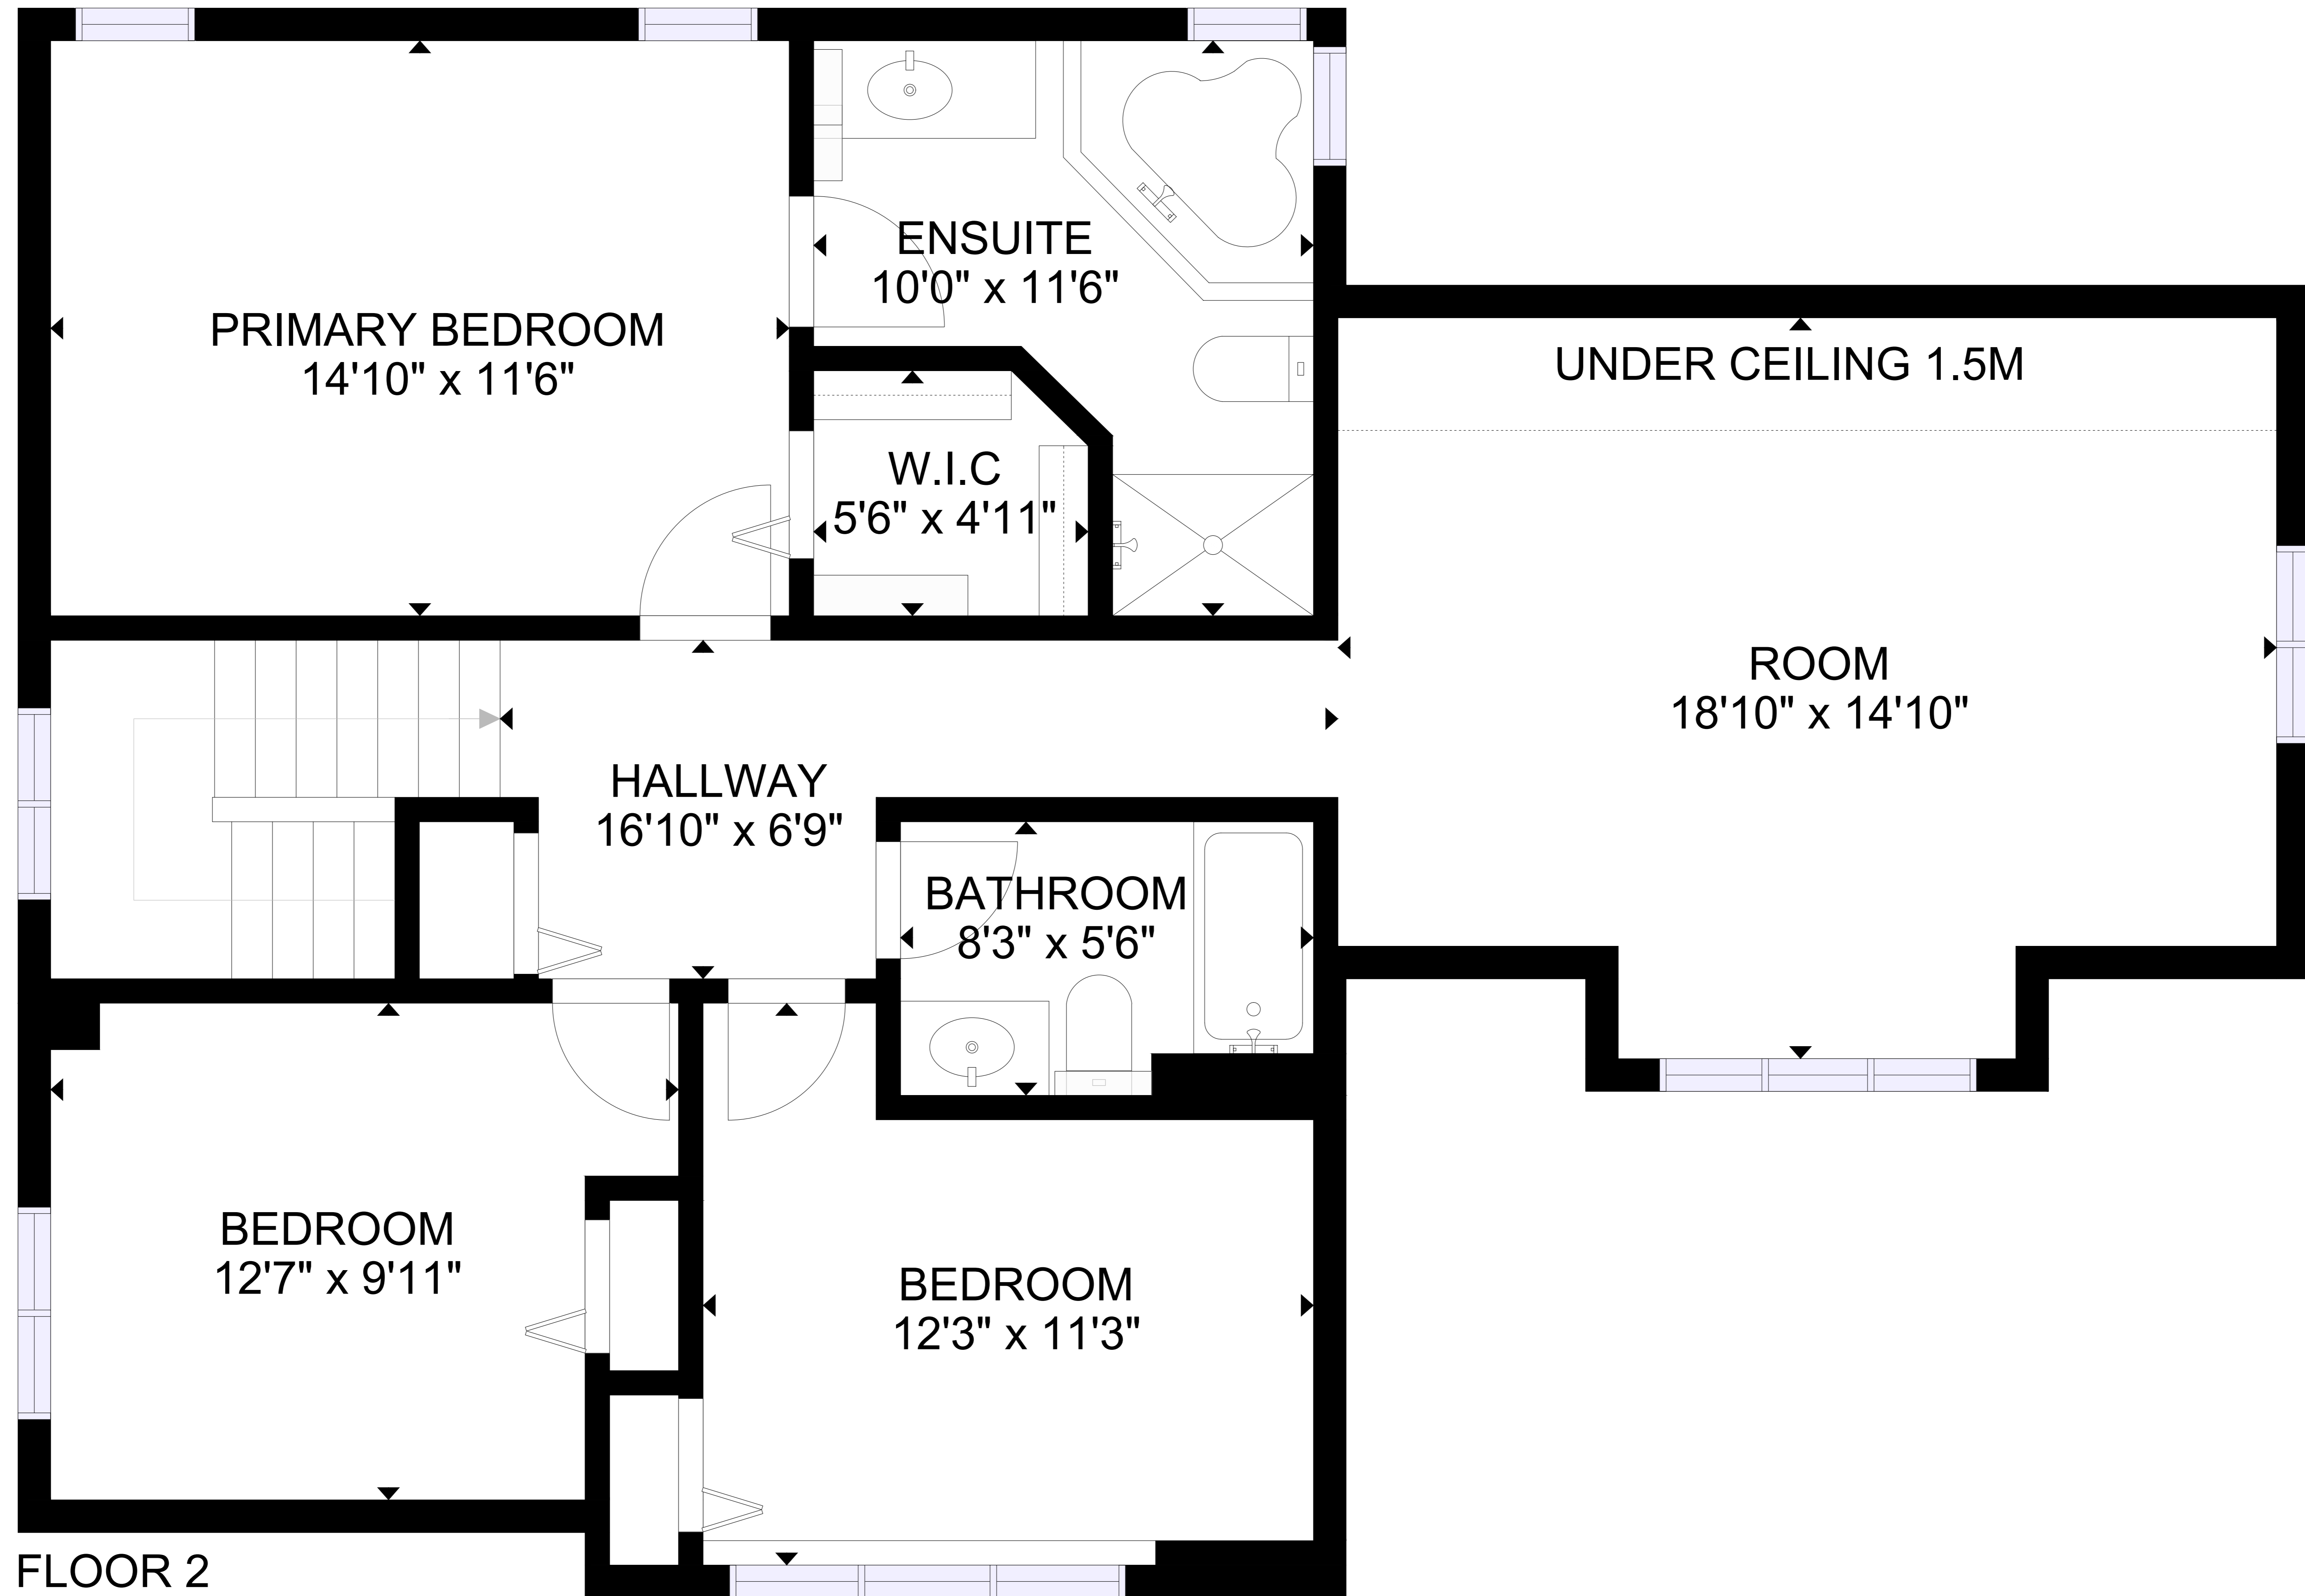 ENSUITE
10'0" x 11'6"
PRIMARY BEDROOM
14'10" x 11'6"
UNDER CEILING 1.5M
W.I.C
5'6" x 4'11"
ROOM
18'10" x 14'10"
HALLWAY
16'10" x 6'9"
BATHROOM
8'3" x 5'6"
BEDROOM
12'7" x 9'11"
BEDROOM
12'3" x 11'3"
FLOOR 2